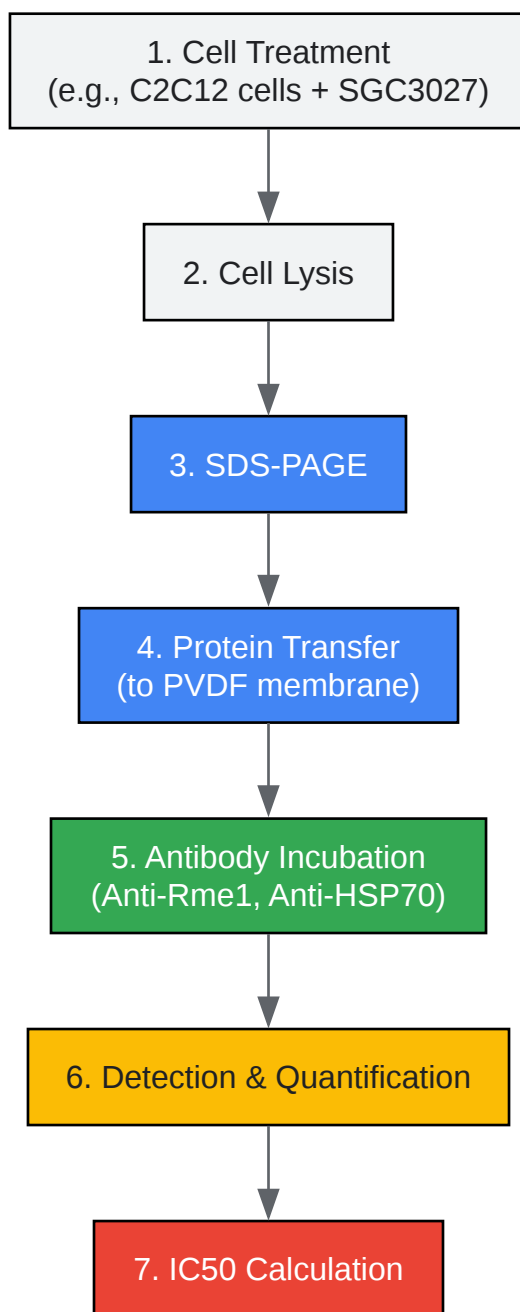 1. Cell Treatment
(e.g., C2C12 cells + SGC3027)
2. Cell Lysis
3. SDS-PAGE
4. Protein Transfer
(to PVDF membrane)
5. Antibody Incubation
(Anti-Rme1, Anti-HSP70)
6. Detection & Quantification
7. IC50 Calculation